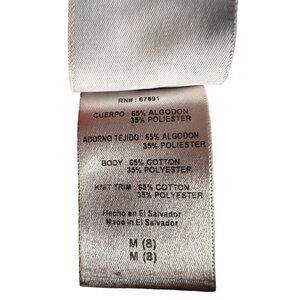 RN#: 67891
CUERPO: 65% ALGODON
35% POLIESTER
ADORNO TEJIDO: 65% ALGODON
35% POLIESTER
BODY: 65% COTTON
35% POLYESTER
KNIT TRIM: 65% COTTON
35% POLYESTER
Hecho en El Salvador
Made in El Salvador
M (8)
M (8)